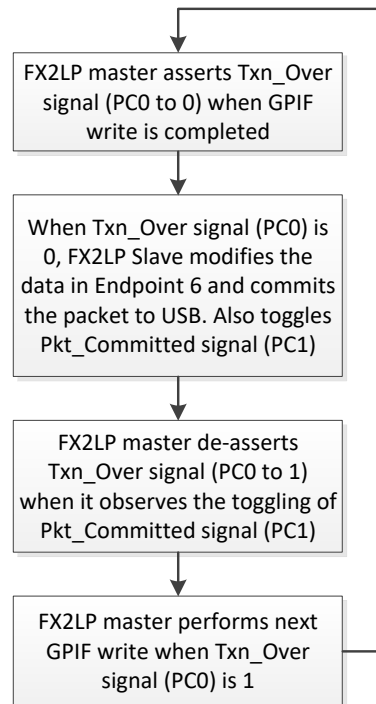 FX2LP master asserts Txn_Over
signal (PC0 to 0) when GPIF
write is completed
When Txn_Over signal (PC0) is
0, FX2LP Slave modifies the
data in Endpoint 6 and commits
the packet to USB. Also toggles
Pkt_Committed signal (PC1)
FX2LP master de-asserts
Txn_Over signal (PC0 to 1)
when it observes the toggling of
Pkt_Committed signal (PC1)
FX2LP master performs next
GPIF write when Txn_Over
signal (PC0) is 1